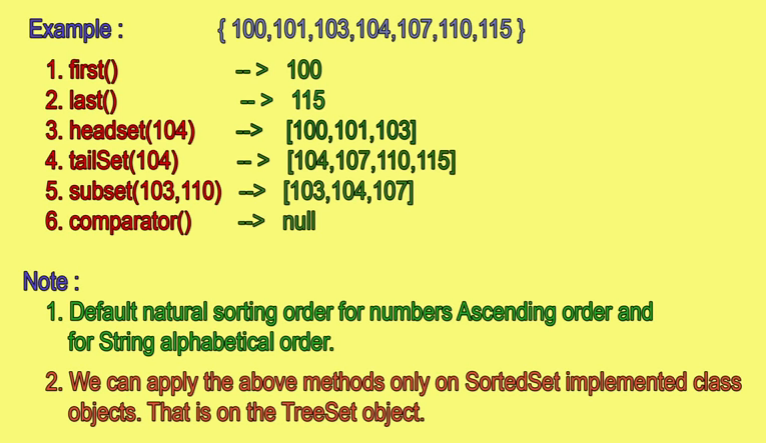 Example : { 100,101,103,104,107,110,115 }
1. first() --> 100
2. last() --> 115
3. headset(104) --> [100,101,103]
4. tailSet(104) --> [104,107,110,115]
5. subset(103,110) --> [103,104,107]
6. comparator() --> null
Note :
1. Default natural sorting order for numbers Ascending order and
for String alphabetical order.
2. We can apply the above methods only on SortedSet implemented class
objects. That is on the TreeSet object.